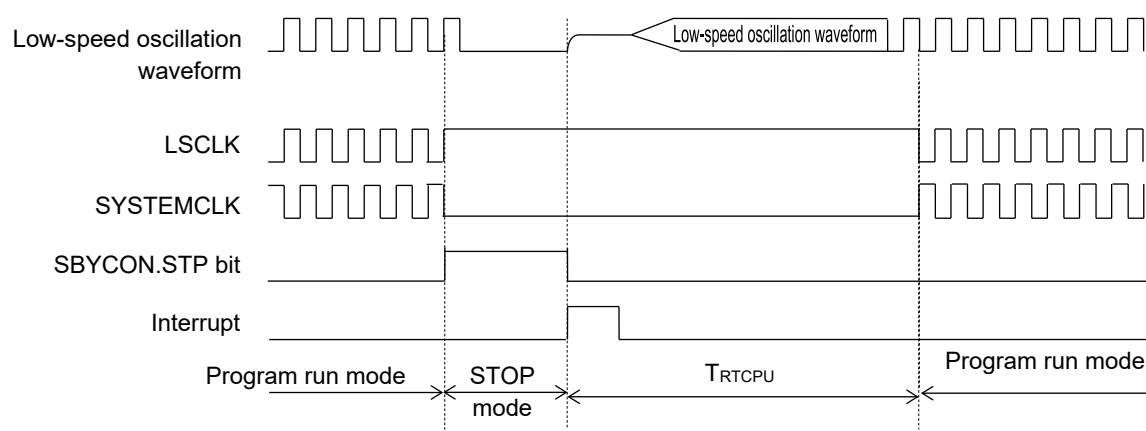 Low-speed oscillation
waveform
Low-speed oscillation waveform
LSCLK
SYSTEMCLK
SBYCON.STP bit
Interrupt
Program run mode
STOP
mode
TRTCPU
Program run mode